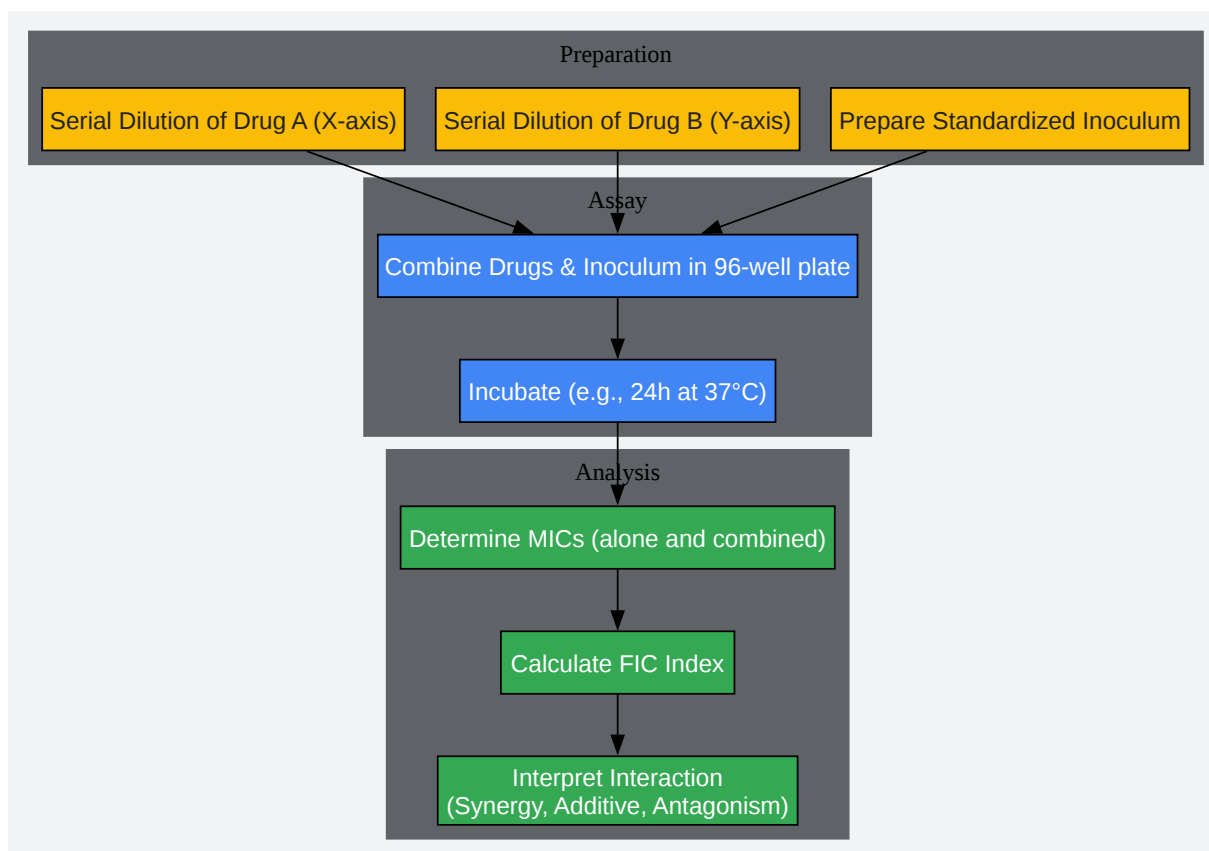 Preparation
Serial Dilution of Drug A (X-axis)
Serial Dilution of Drug B (Y-axis)
Prepare Standardized Inoculum
Assay
Combine Drugs & Inoculum in 96-well plate
Incubate (e.g., 24h at 37°C)
Analysis
Determine MICs (alone and combined)
Calculate FIC Index
Interpret Interaction
(Synergy, Additive, Antagonism)